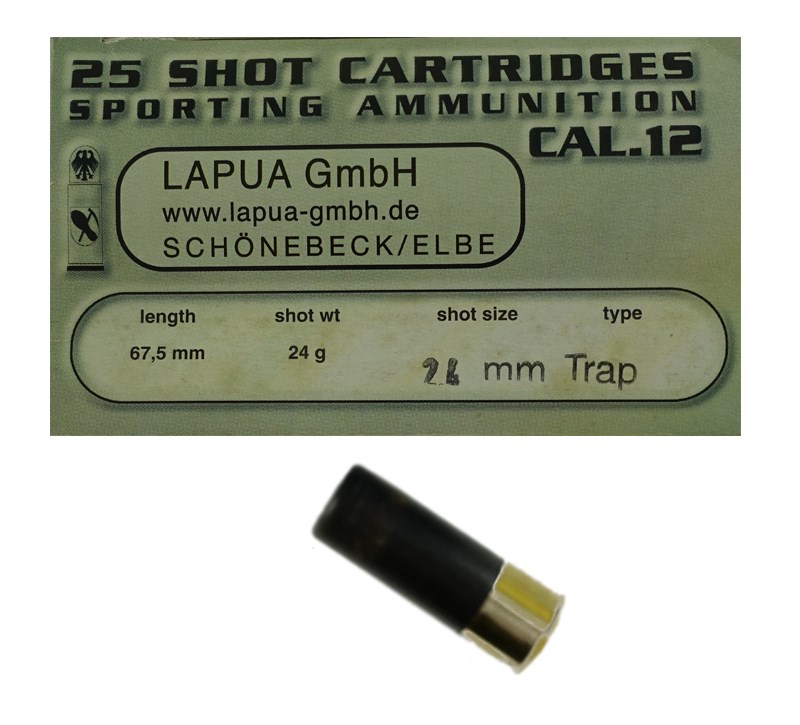 25 SHOT CARTRIDGES
SPORTING AMMUNITION
CAL.12
LAPUA GmbH
www.lapua-gmbh.de
SCHÖNEBECK/ELBE
length shot wt shot size type
67,5 mm 24 g mm Trap